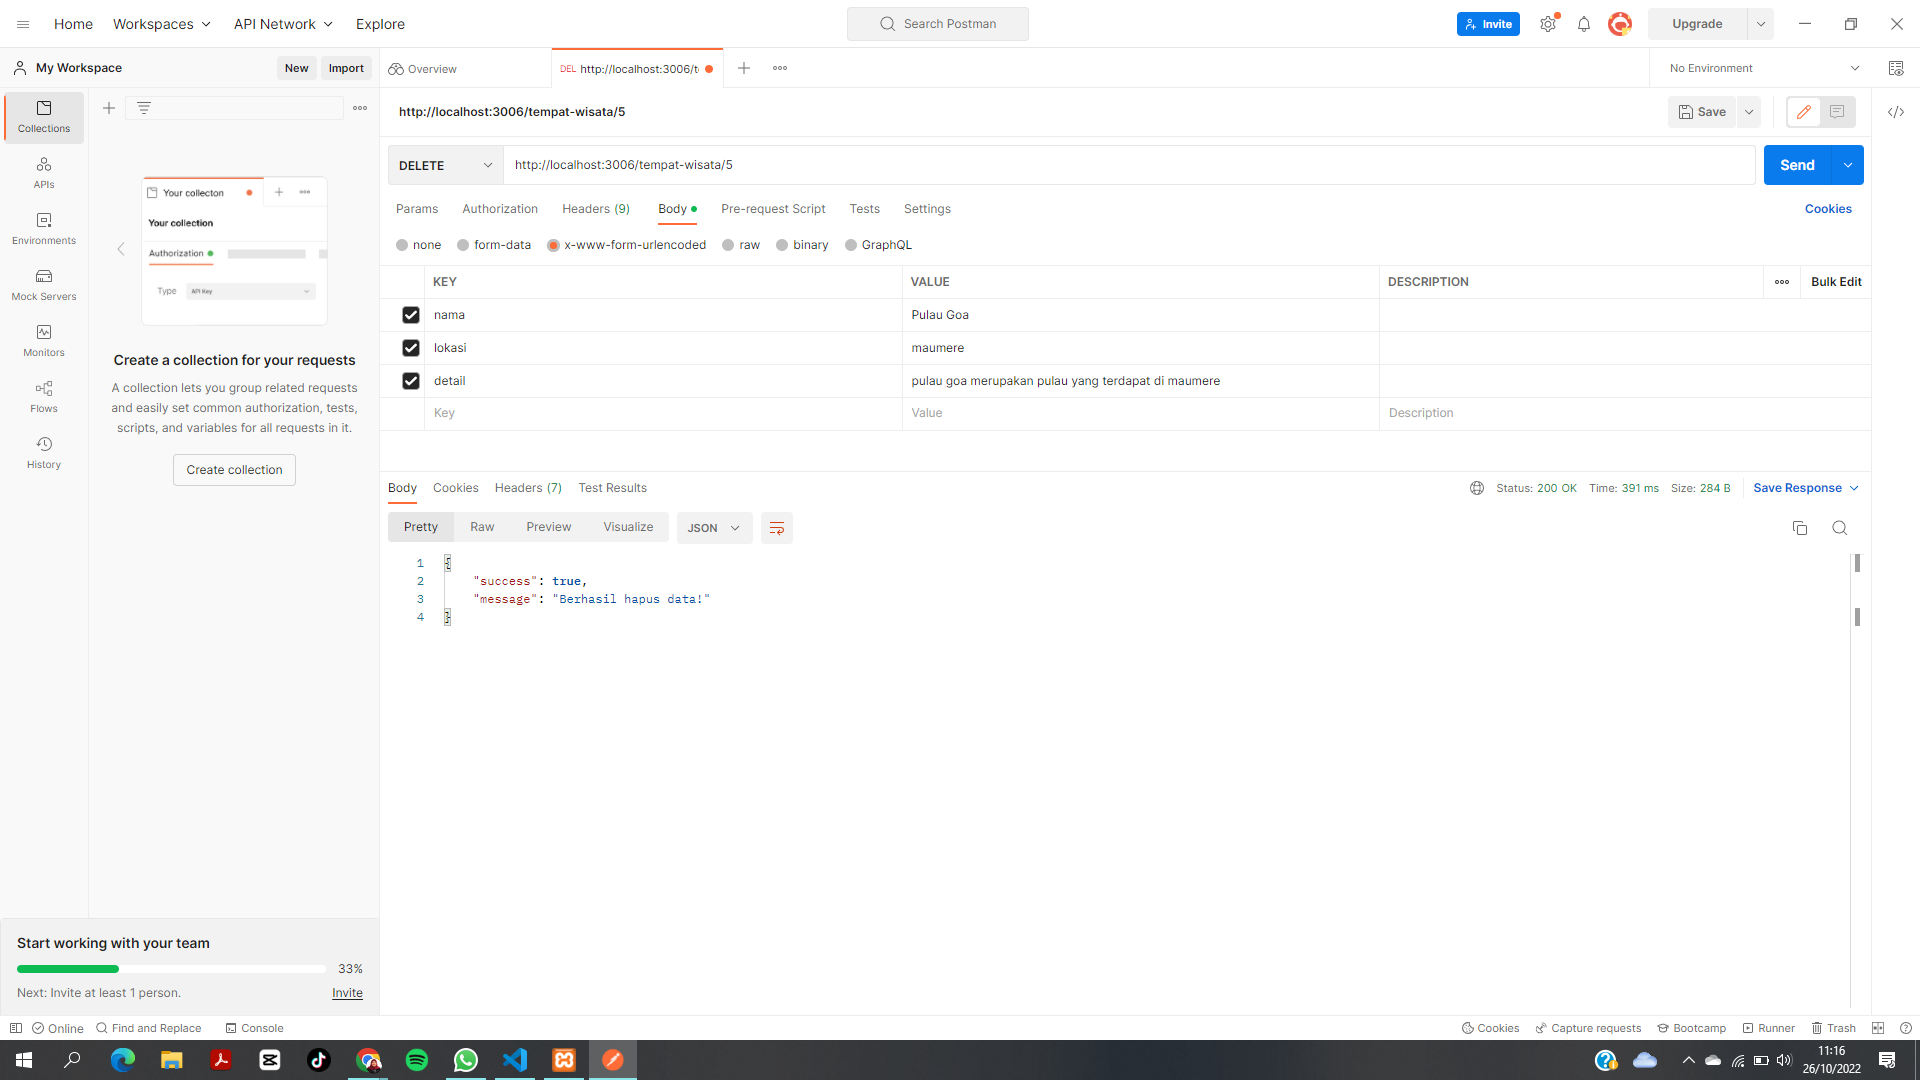 Home Workspaces API Network Explore Search Postman Invite Upgrade
My Workspace New Import Overview DEL http://localhost:3006/t No Environment
Collections
APIs
Environments
Mock Servers
Monitors
Flows
History
Your collecton
Your collection
Authorization
Type API Key
Create a collection for your requests
A collection lets you group related requests
and easily set common authorization, tests,
scripts, and variables for all requests in it.
Create collection
http://localhost:3006/tempat-wisata/5 Save
DELETE http://localhost:3006/tempat-wisata/5 Send
Params Authorization Headers (9) Body Pre-request Script Tests Settings Cookies
none form-data x-www-form-urlencoded raw binary GraphQL
KEY VALUE DESCRIPTION Bulk Edit
nama Pulau Goa
lokasi maumere
detail pulau goa merupakan pulau yang terdapat di maumere
Key Value Description
Body Cookies Headers (7) Test Results Status: 200 OK Time: 391 ms Size: 284 B Save Response
Pretty Raw Preview Visualize JSON
1 {
2 "success": true,
3 "message": "Berhasil hapus data!"
4 }
Start working with your team
33%
Next: Invite at least 1 person. Invite
Online Find and Replace Console Cookies Capture requests Bootcamp Runner Trash
11:16
26/10/2022